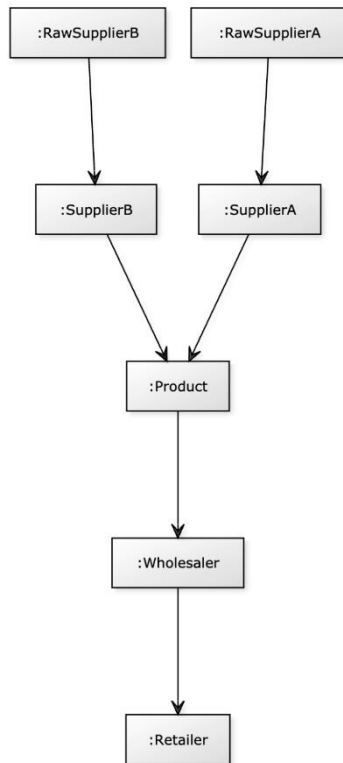 :RawSupplierB
:RawSupplierA
:SupplierB
:SupplierA
:Product
:Wholesaler
:Retailer